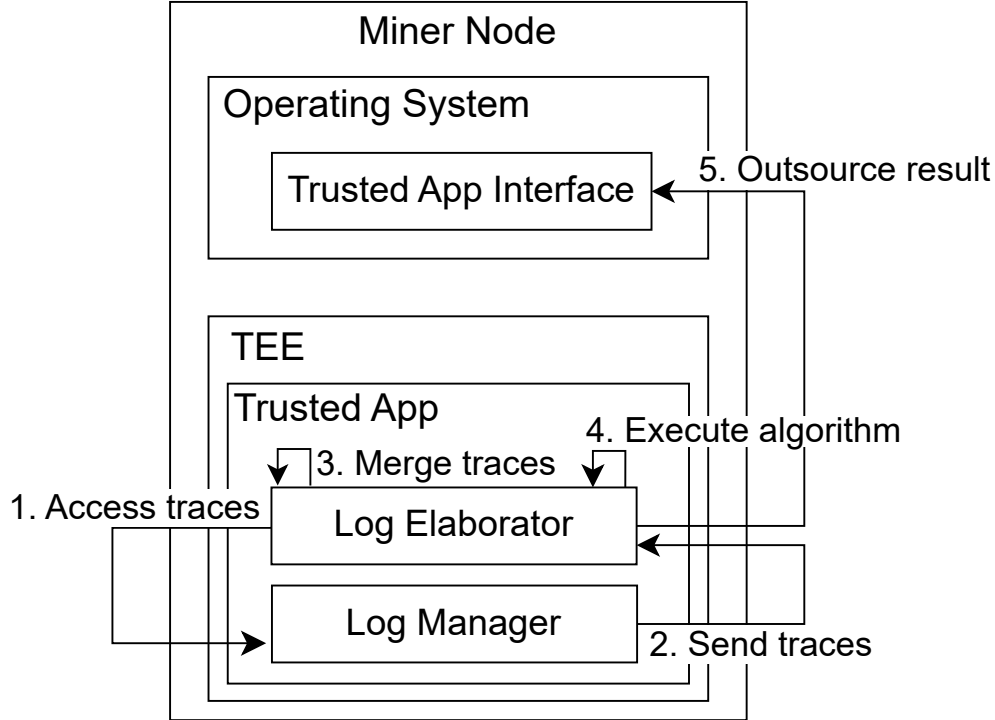 Miner Node
Operating System
5. Outsource result
Trusted App Interface
TEE
Trusted App
4. Execute algorithm
3. Merge traces
1. Access traces
Log Elaborator
Log Manager
2. Send traces